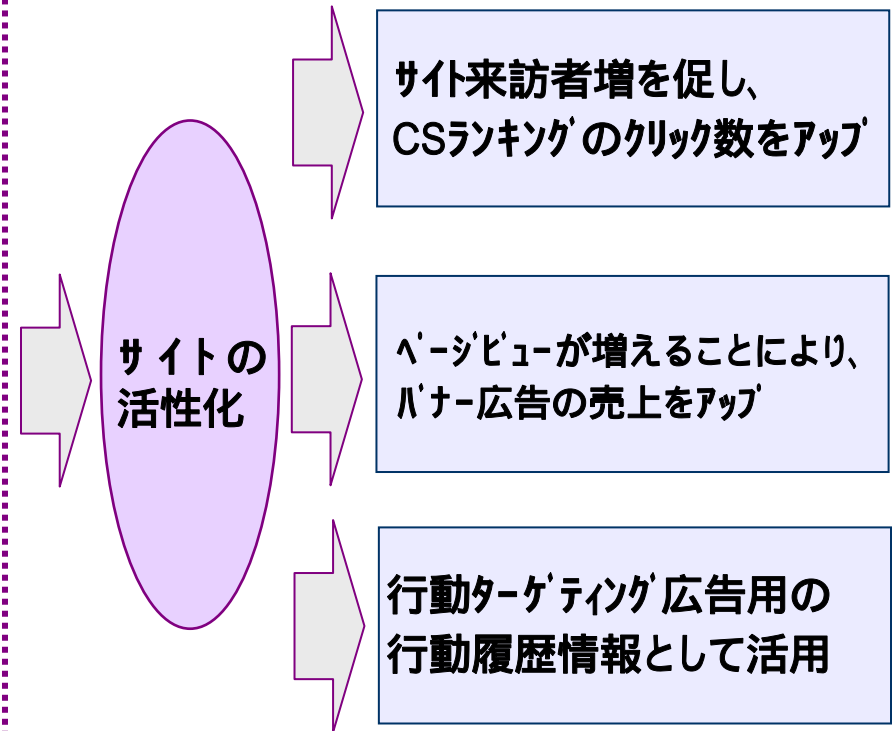 サイトの
活性化
ｻｲﾄ来訪者増を促し、
CSﾗﾝｷﾝｸﾞのｸﾘｯｸ数をｱｯﾌﾟ
ﾍﾟｰｼﾞﾋﾞｭｰが増えることにより、
ﾊﾞﾅｰ広告の売上をｱｯﾌﾟ
行動ﾀｰｹﾞﾃｨﾝｸﾞ広告用の
行動履歴情報として活用